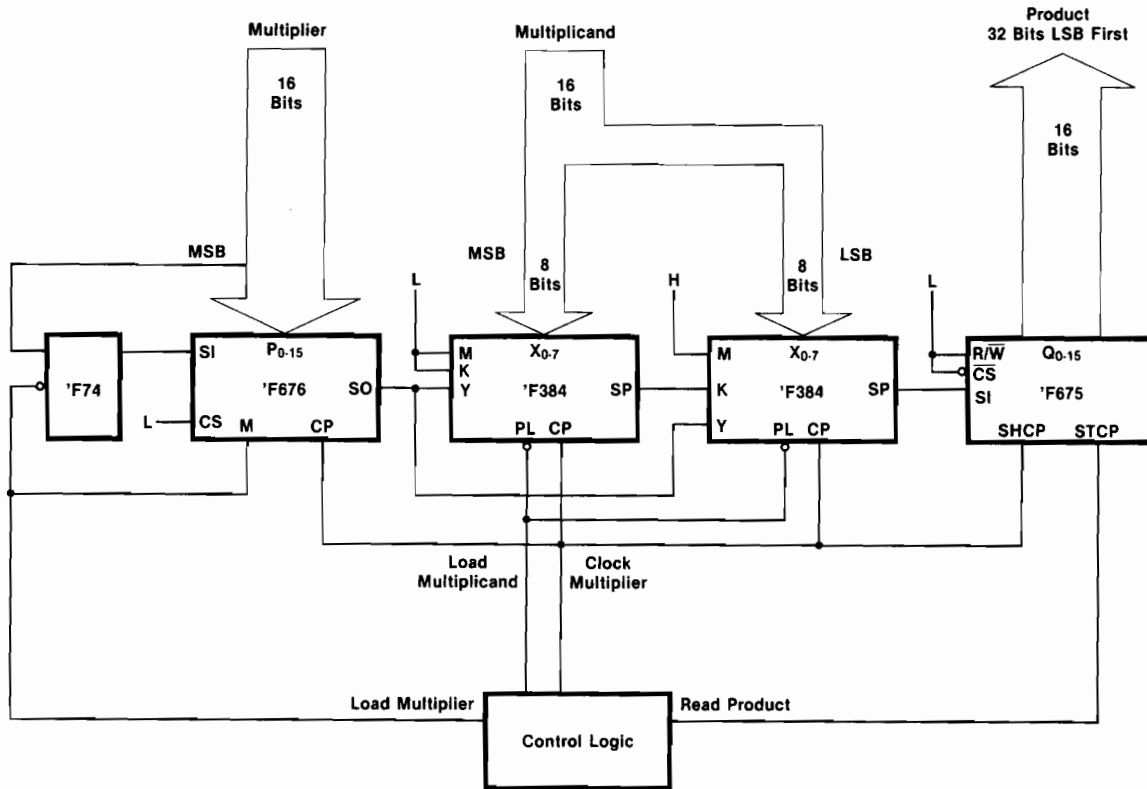 Multiplier
Multiplicand
Product
32 Bits LSB First
16
Bits
16
Bits
16
Bits
MSB
MSB
8
Bits
8
Bits
LSB
L
H
L
'F74
SI
P0-15
'F676
SO
L
CS
M
CP
M
K
Y
X0-7
'F384
SP
PL
CP
M
K
Y
X0-7
'F384
SP
PL
CP
R/W̅
C̅S̅
SI
Q0-15
'F675
SHCP
STCP
Load
Multiplicand
Clock
Multiplier
Load Multiplier
Read Product
Control Logic